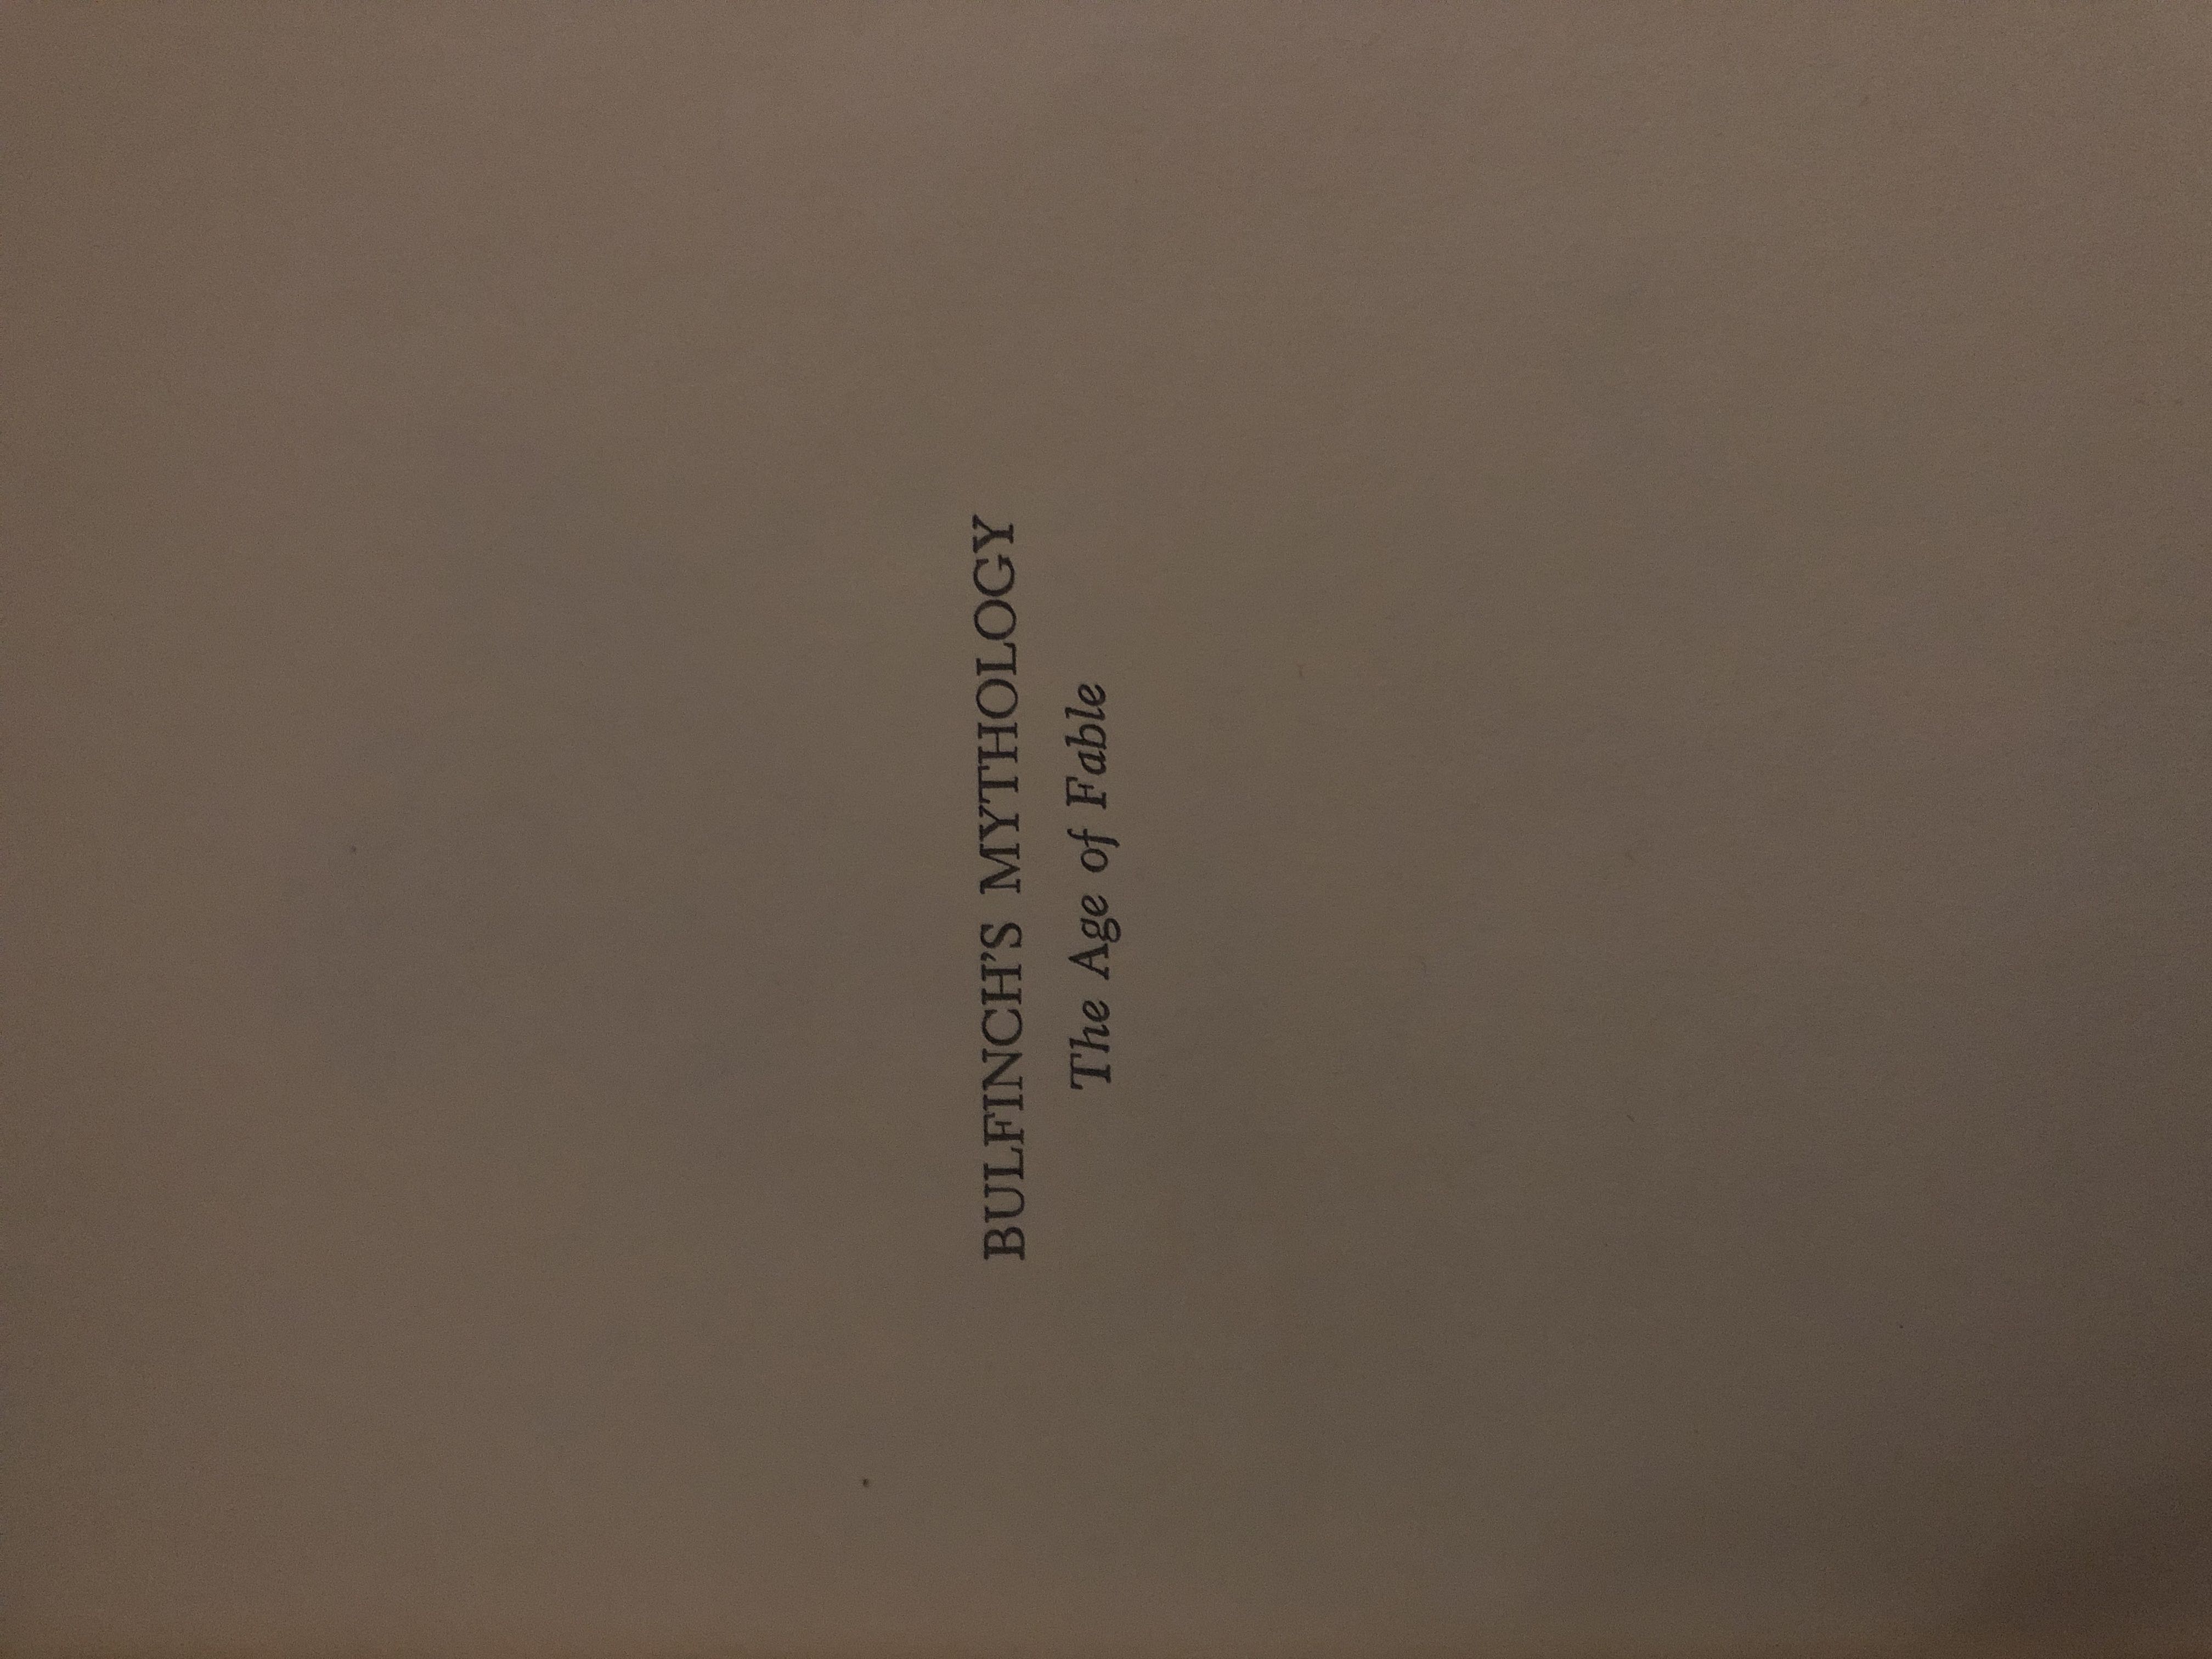 BULFINCH'S MYTHOLOGY
The Age of Fable